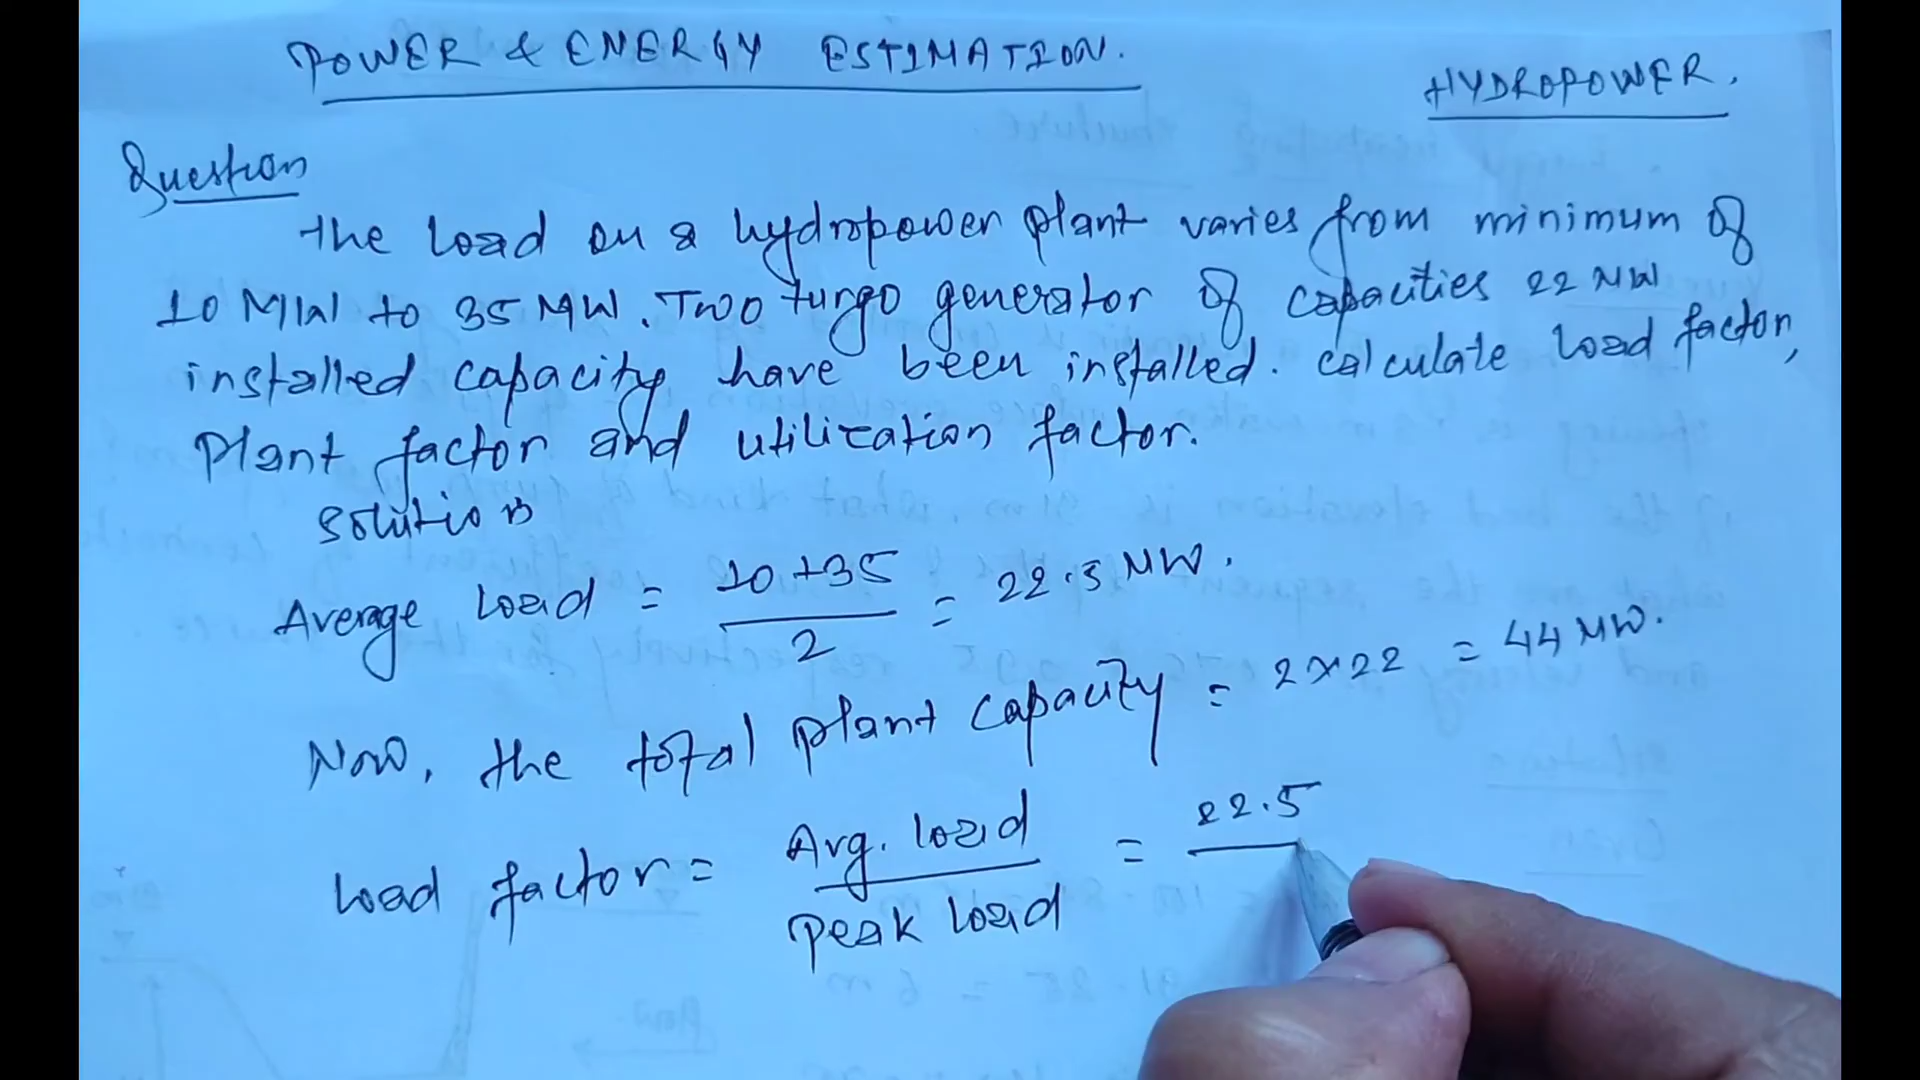 POWER & ENERGY ESTIMATION.
HYDROPOWER.
Question
the load on a hydropower plant varies from minimum of
10 MW to 35 MW. Two turgo generator of capacities 22 MW
installed capacity have been installed. calculate load factor,
plant factor and utilization factor.
solution
Average load = 10+35 / 2 = 22.5 MW.
Now, the total plant capacity = 2x22 = 44 MW.
load factor = Avg. load / peak load = 22.5